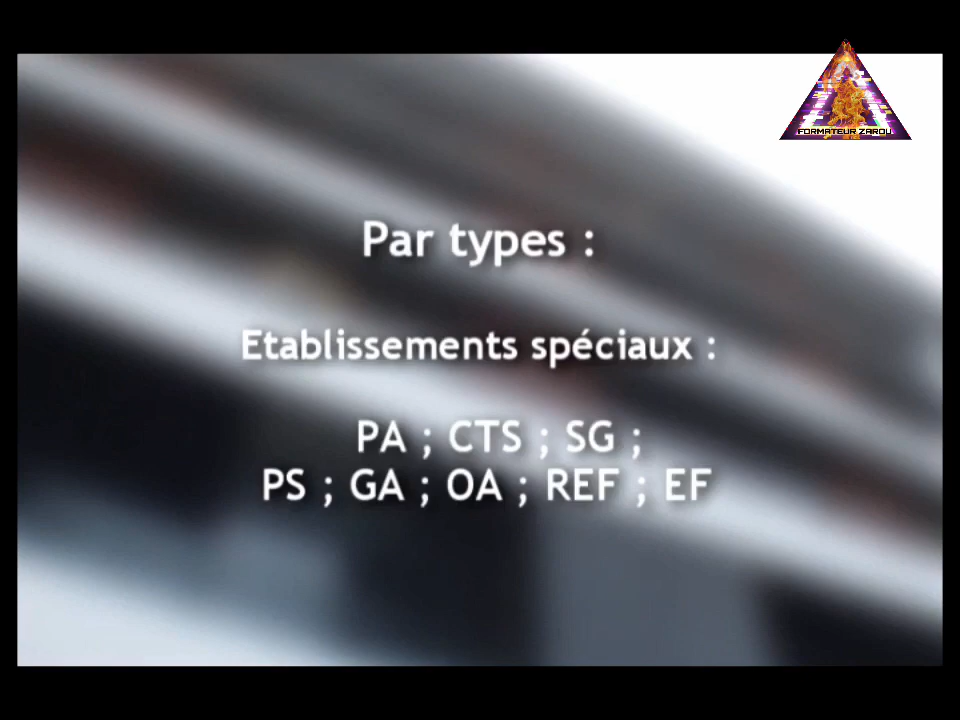 FORMATEUR ZAROU
Par types :
Etablissements spéciaux :
PA ; CTS ; SG ;
PS ; GA ; OA ; REF ; EF